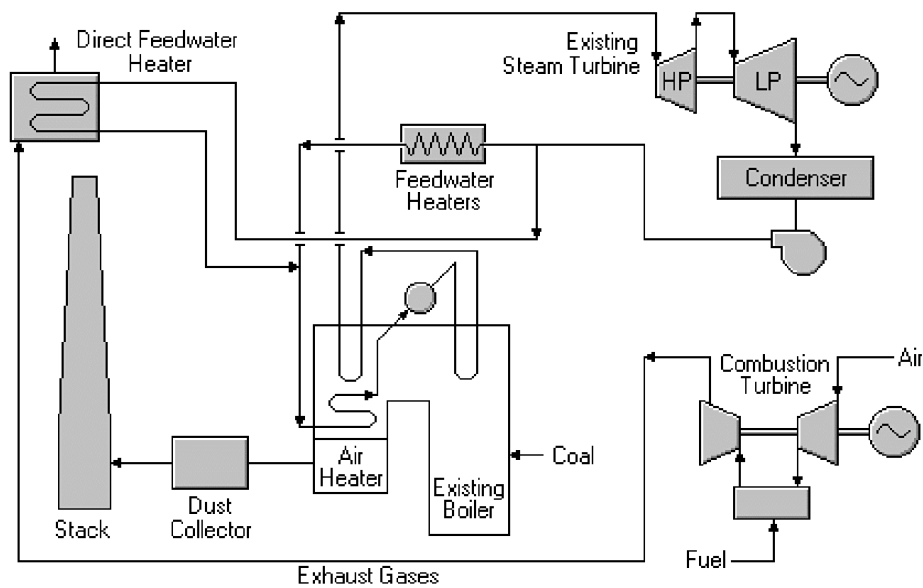 Direct Feedwater
Heater
Existing
Steam Turbine
HP
LP
Feedwater
Heaters
Condenser
Combustion
Turbine
Air
Air
Heater
Coal
Existing
Boiler
Dust
Collector
Stack
Fuel
Exhaust Gases